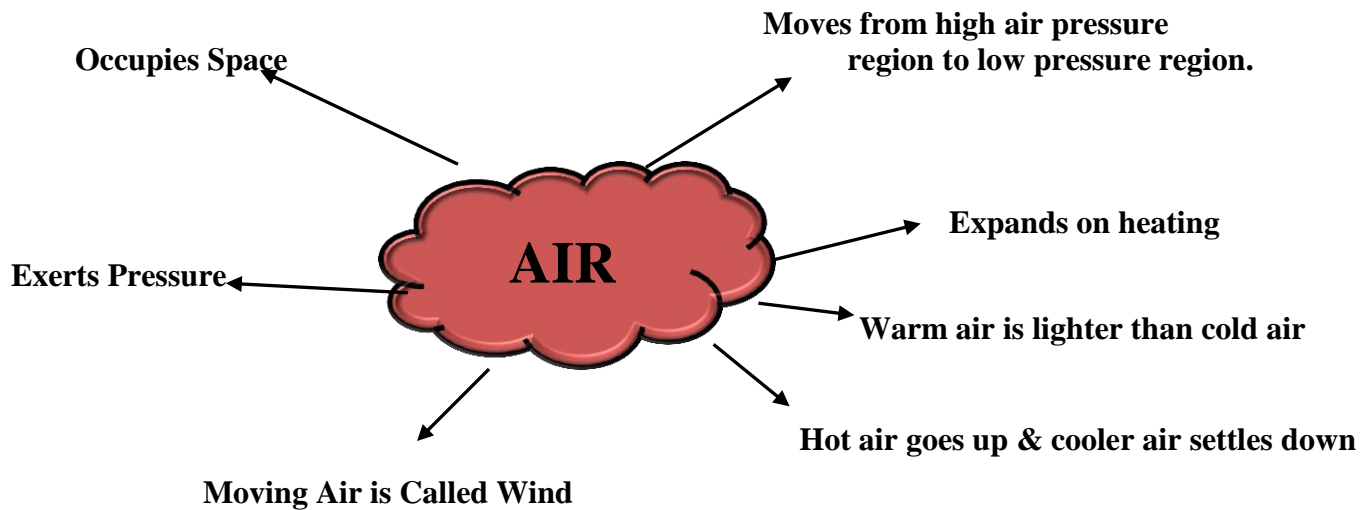 Moves from high air pressure
region to low pressure region.
Occupies Space
Expands on heating
AIR
Exerts Pressure
Warm air is lighter than cold air
Hot air goes up & cooler air settles down
Moving Air is Called Wind